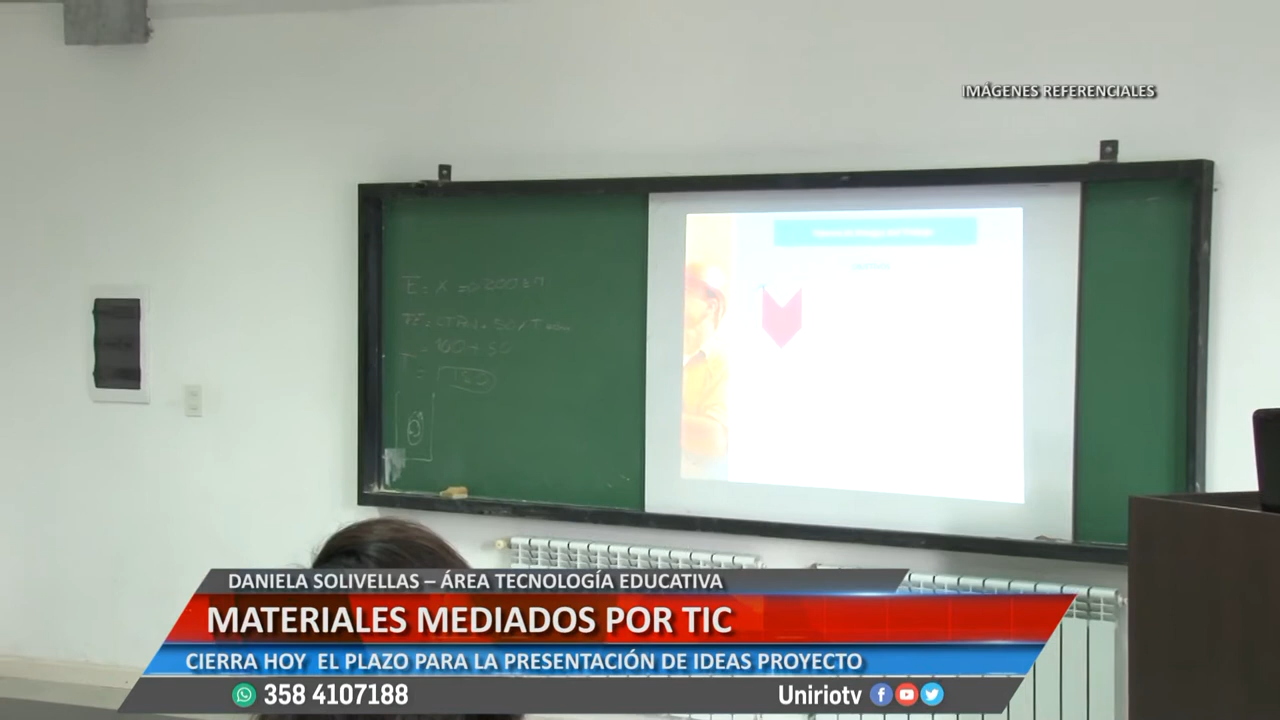 IMÁGENES REFERENCIALES
DANIELA SOLIVELLAS – ÁREA TECNOLOGÍA EDUCATIVA
MATERIALES MEDIADOS POR TIC
CIERRA HOY EL PLAZO PARA LA PRESENTACIÓN DE IDEAS PROYECTO
358 4107188
Uniriotv